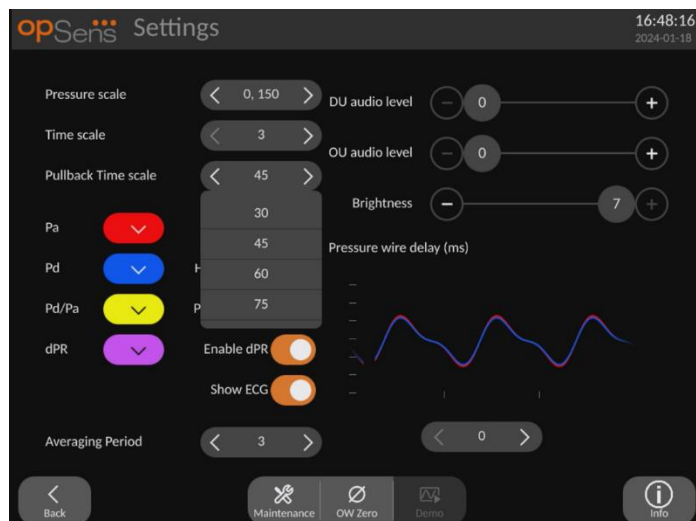 opSens Settings
16:48:16
2024-01-18
Pressure scale
0, 150
DU audio level
0
Time scale
3
OU audio level
0
Pullback Time scale
45
Brightness
7
30
45
60
75
Pa
Pd
H
Pd/Pa
P
dPR
Enable dPR
Show ECG
Pressure wire delay (ms)
Averaging Period
3
0
Back
Maintenance
OW Zero
Demo
Info